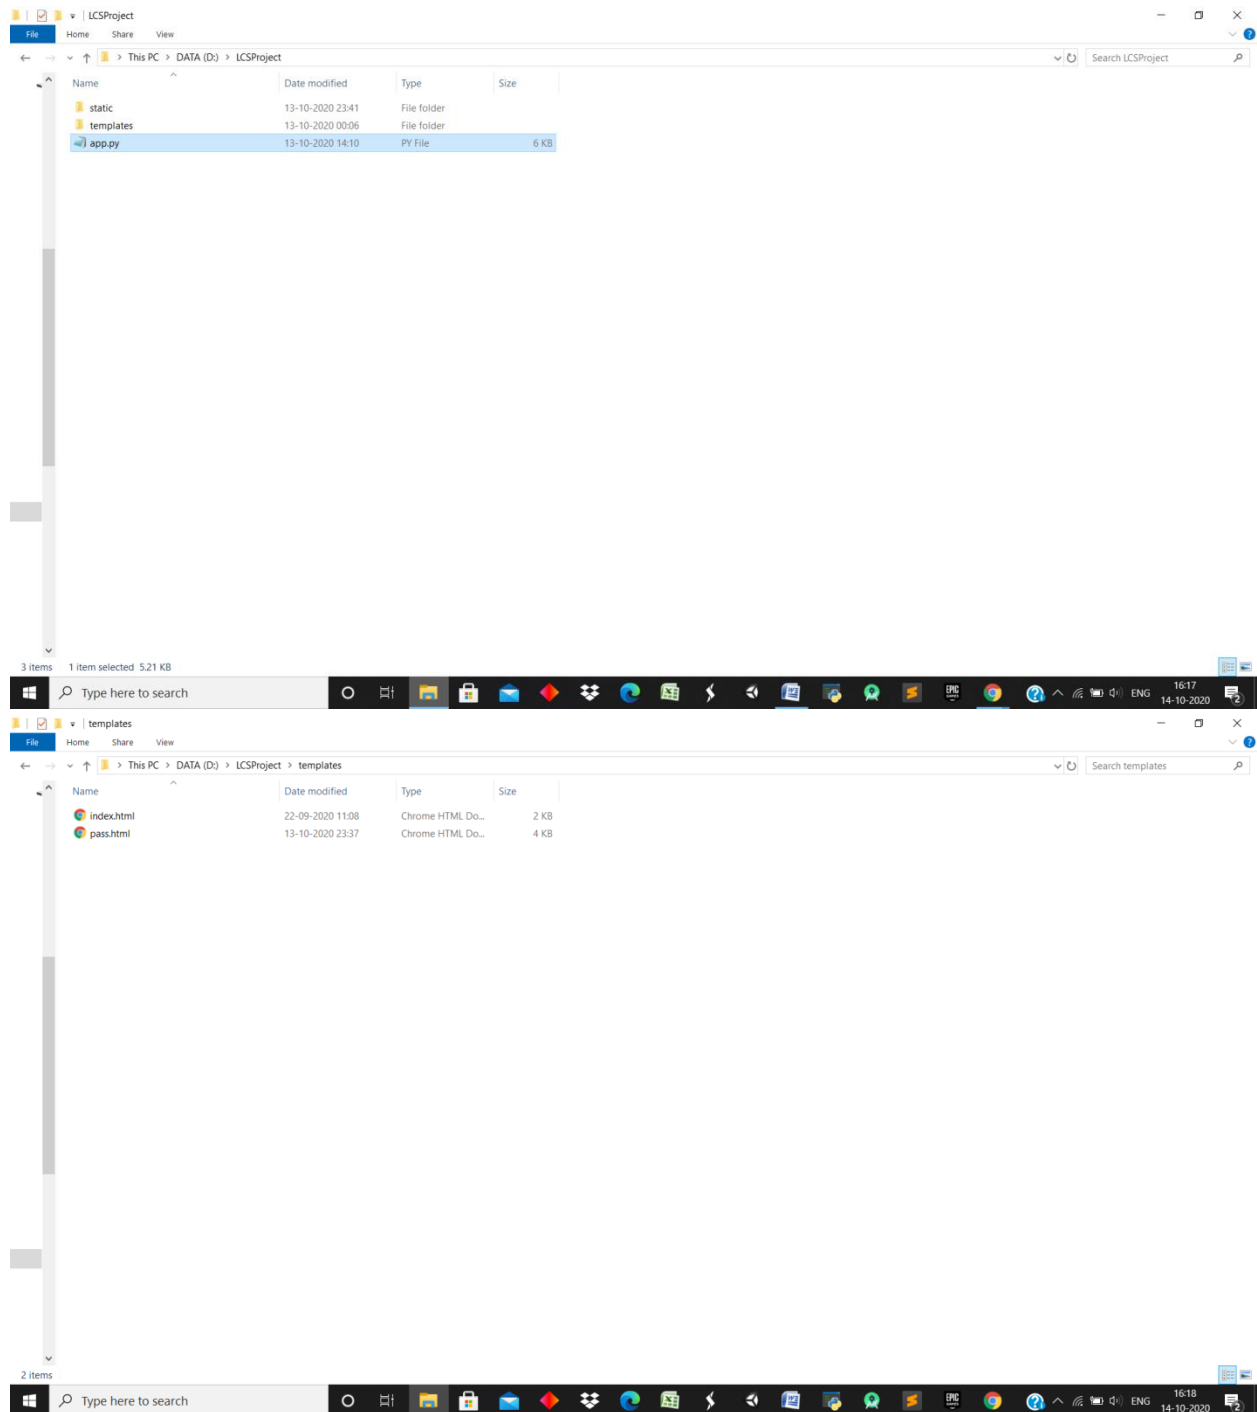 LCSProject
File Home Share View
This PC > DATA (D:) > LCSProject Search LCSProject
Name Date modified Type Size
static 13-10-2020 23:41 File folder
templates 13-10-2020 00:06 File folder
app.py 13-10-2020 14:10 PY File 6 KB
3 items 1 item selected 5.21 KB
Type here to search EPIC GAMES ENG 16:17
14-10-2020 2
templates
File Home Share View
This PC > DATA (D:) > LCSProject > templates Search templates
Name Date modified Type Size
index.html 22-09-2020 11:08 Chrome HTML Do... 2 KB
pass.html 13-10-2020 23:37 Chrome HTML Do... 4 KB
2 items
Type here to search EPIC GAMES ENG 16:18
14-10-2020 2